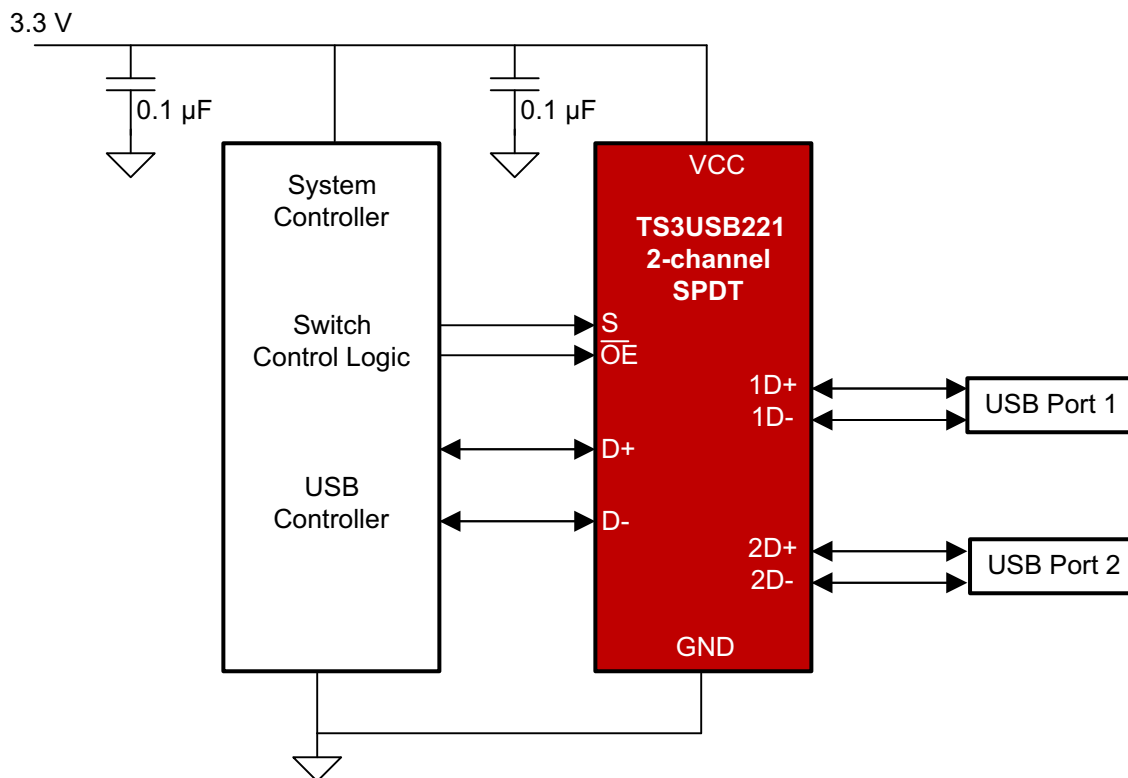 3.3 V
0.1 µF
0.1 µF
System
Controller
Switch
Control Logic
USB
Controller
VCC
TS3USB221
2-channel
SPDT
S
OE
D+
D-
1D+
1D-
2D+
2D-
GND
USB Port 1
USB Port 2